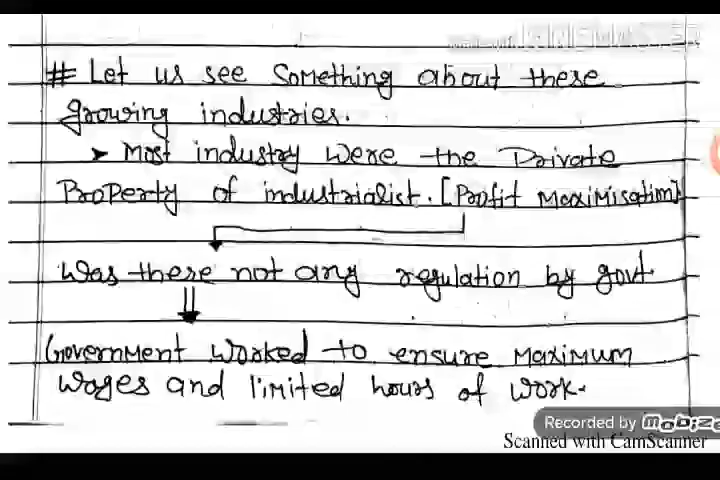 # Let us see something about these
growing industries.
➤ Most industry were the Private
Property of industrialist. [Profit Maximisation]
Was there not any regulation by govt.
Government worked to ensure Maximum
wages and limited hours of work.
Recorded by
Scanned with CamScanner